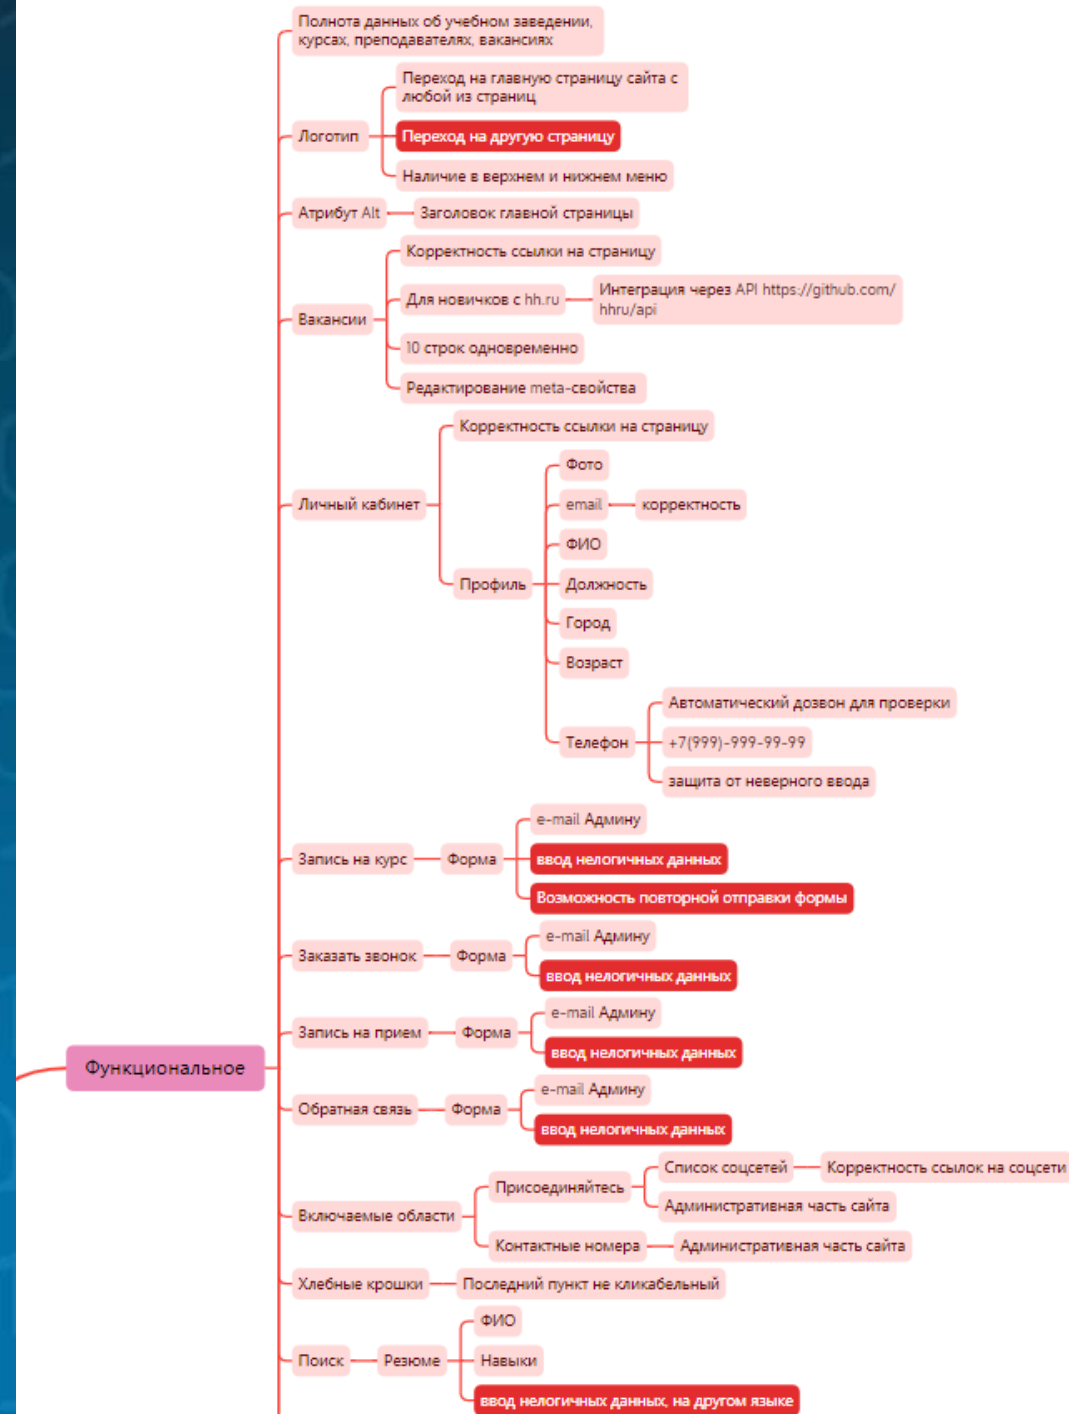 Полнота данных об учебном заведении,
курсах, преподавателях, вакансиях
Переход на главную страницу сайта с
любой из страниц
Логотип
Переход на другую страницу
Наличие в верхнем и нижнем меню
Атрибут Alt
Заголовок главной страницы
Корректность ссылки на страницу
Для новичков с hh.ru
Интеграция через API https://github.com/
hhru/api
Вакансии
10 строк одновременно
Редактирование meta-свойства
Корректность ссылки на страницу
Фото
Личный кабинет
email
корректность
ФИО
Профиль
Должность
Город
Возраст
Автоматический дозвон для проверки
Телефон
+7(999)-999-99-99
защита от неверного ввода
e-mail Админу
Запись на курс
Форма
ввод нелогичных данных
Возможность повторной отправки формы
e-mail Админу
Заказать звонок
Форма
ввод нелогичных данных
e-mail Админу
Запись на прием
Форма
ввод нелогичных данных
Функциональное
e-mail Админу
Обратная связь
Форма
ввод нелогичных данных
Список соцсетей
Корректность ссылок на соцсети
Присоединяйтесь
Административная часть сайта
Включаемые области
Контактные номера
Административная часть сайта
Хлебные крошки
Последний пункт не кликабельный
ФИО
Поиск
Резюме
Навыки
ввод нелогичных данных, на другом языке